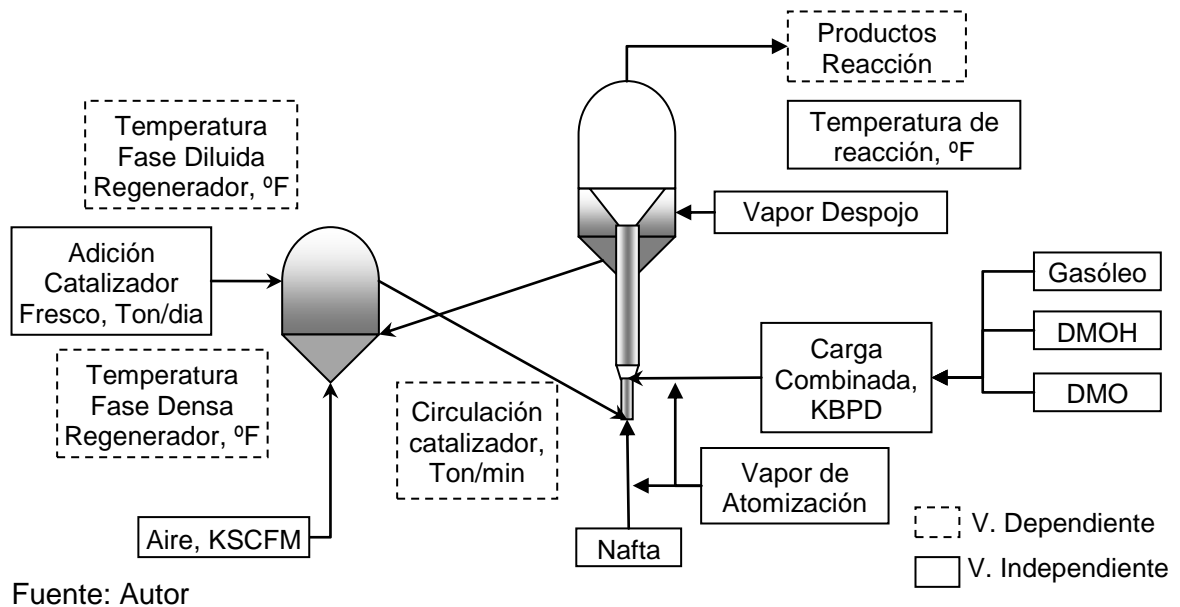 Productos
Reacción
Temperatura
Fase Diluida
Regenerador, ºF
Temperatura de
reacción, ºF
Vapor Despojo
Adición
Catalizador
Fresco, Ton/dia
Gasóleo
DMOH
DMO
Carga
Combinada,
KBPD
Temperatura
Fase Densa
Regenerador, ºF
Circulación
catalizador,
Ton/min
Vapor de
Atomización
Aire, KSCFM
Nafta
V. Dependiente
V. Independiente
Fuente: Autor